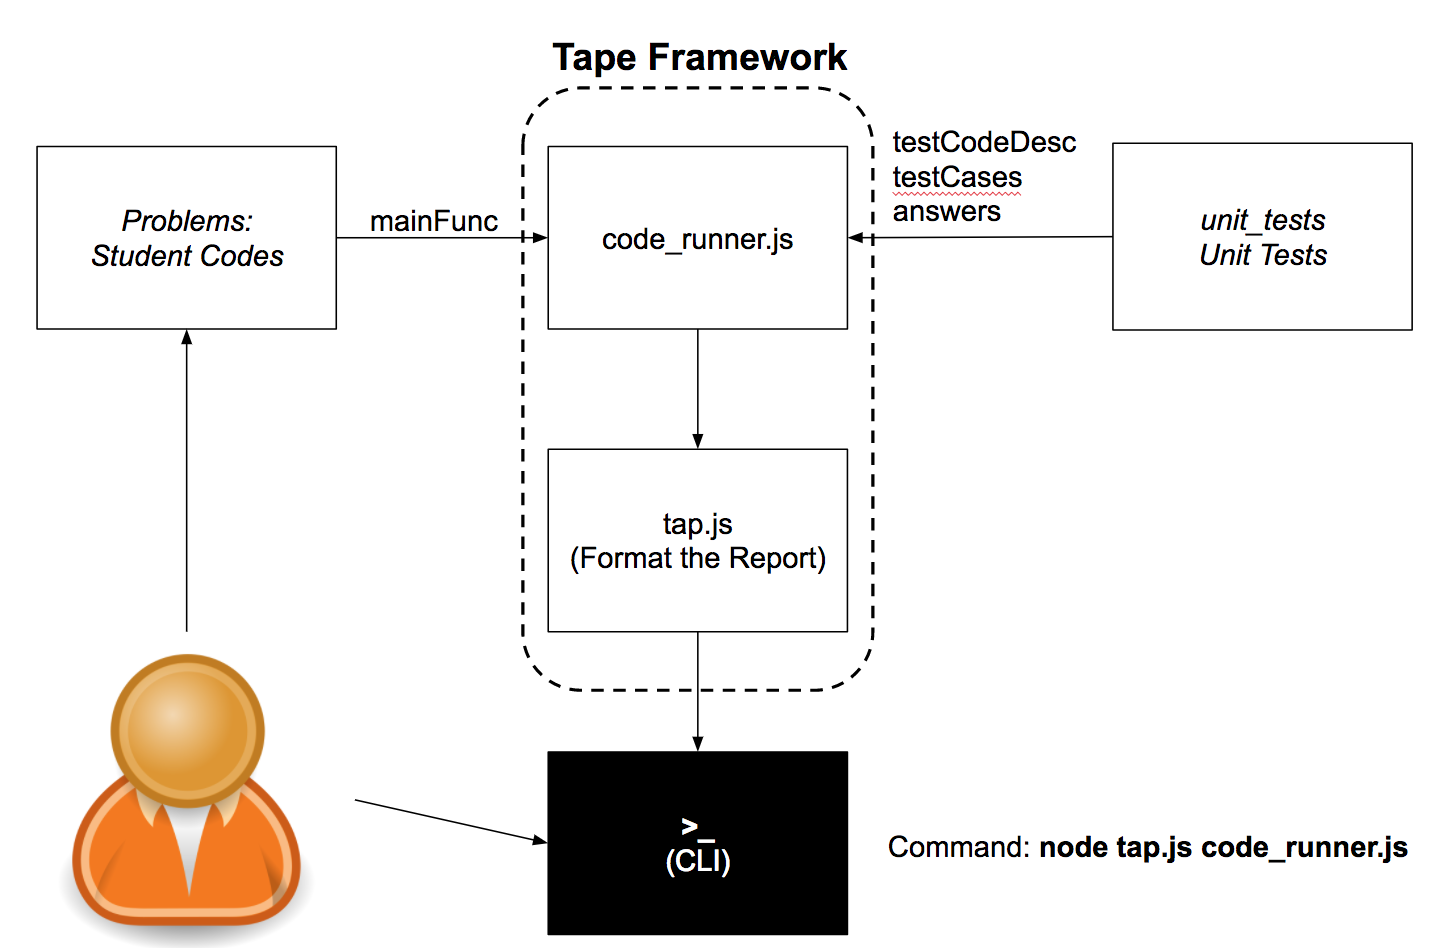 Tape Framework
Problems:
Student Codes
mainFunc
code_runner.js
testCodeDesc
testCases
answers
unit_tests
Unit Tests
tap.js
(Format the Report)
>_
(CLI)
Command: node tap.js code_runner.js